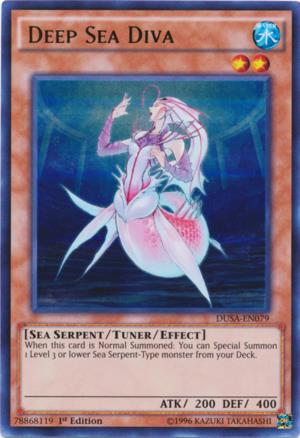 DEEP SEA DIVA
WATER
水
DUSA-EN079
[SEA SERPENT/TUNER/EFFECT]
When this card is Normal Summoned: You can Special Summon
1 Level 3 or lower Sea Serpent-Type monster from your Deck.
ATK/ 200 DEF/ 400
78868119 1st Edition ©1996 KAZUKI TAKAHASHI